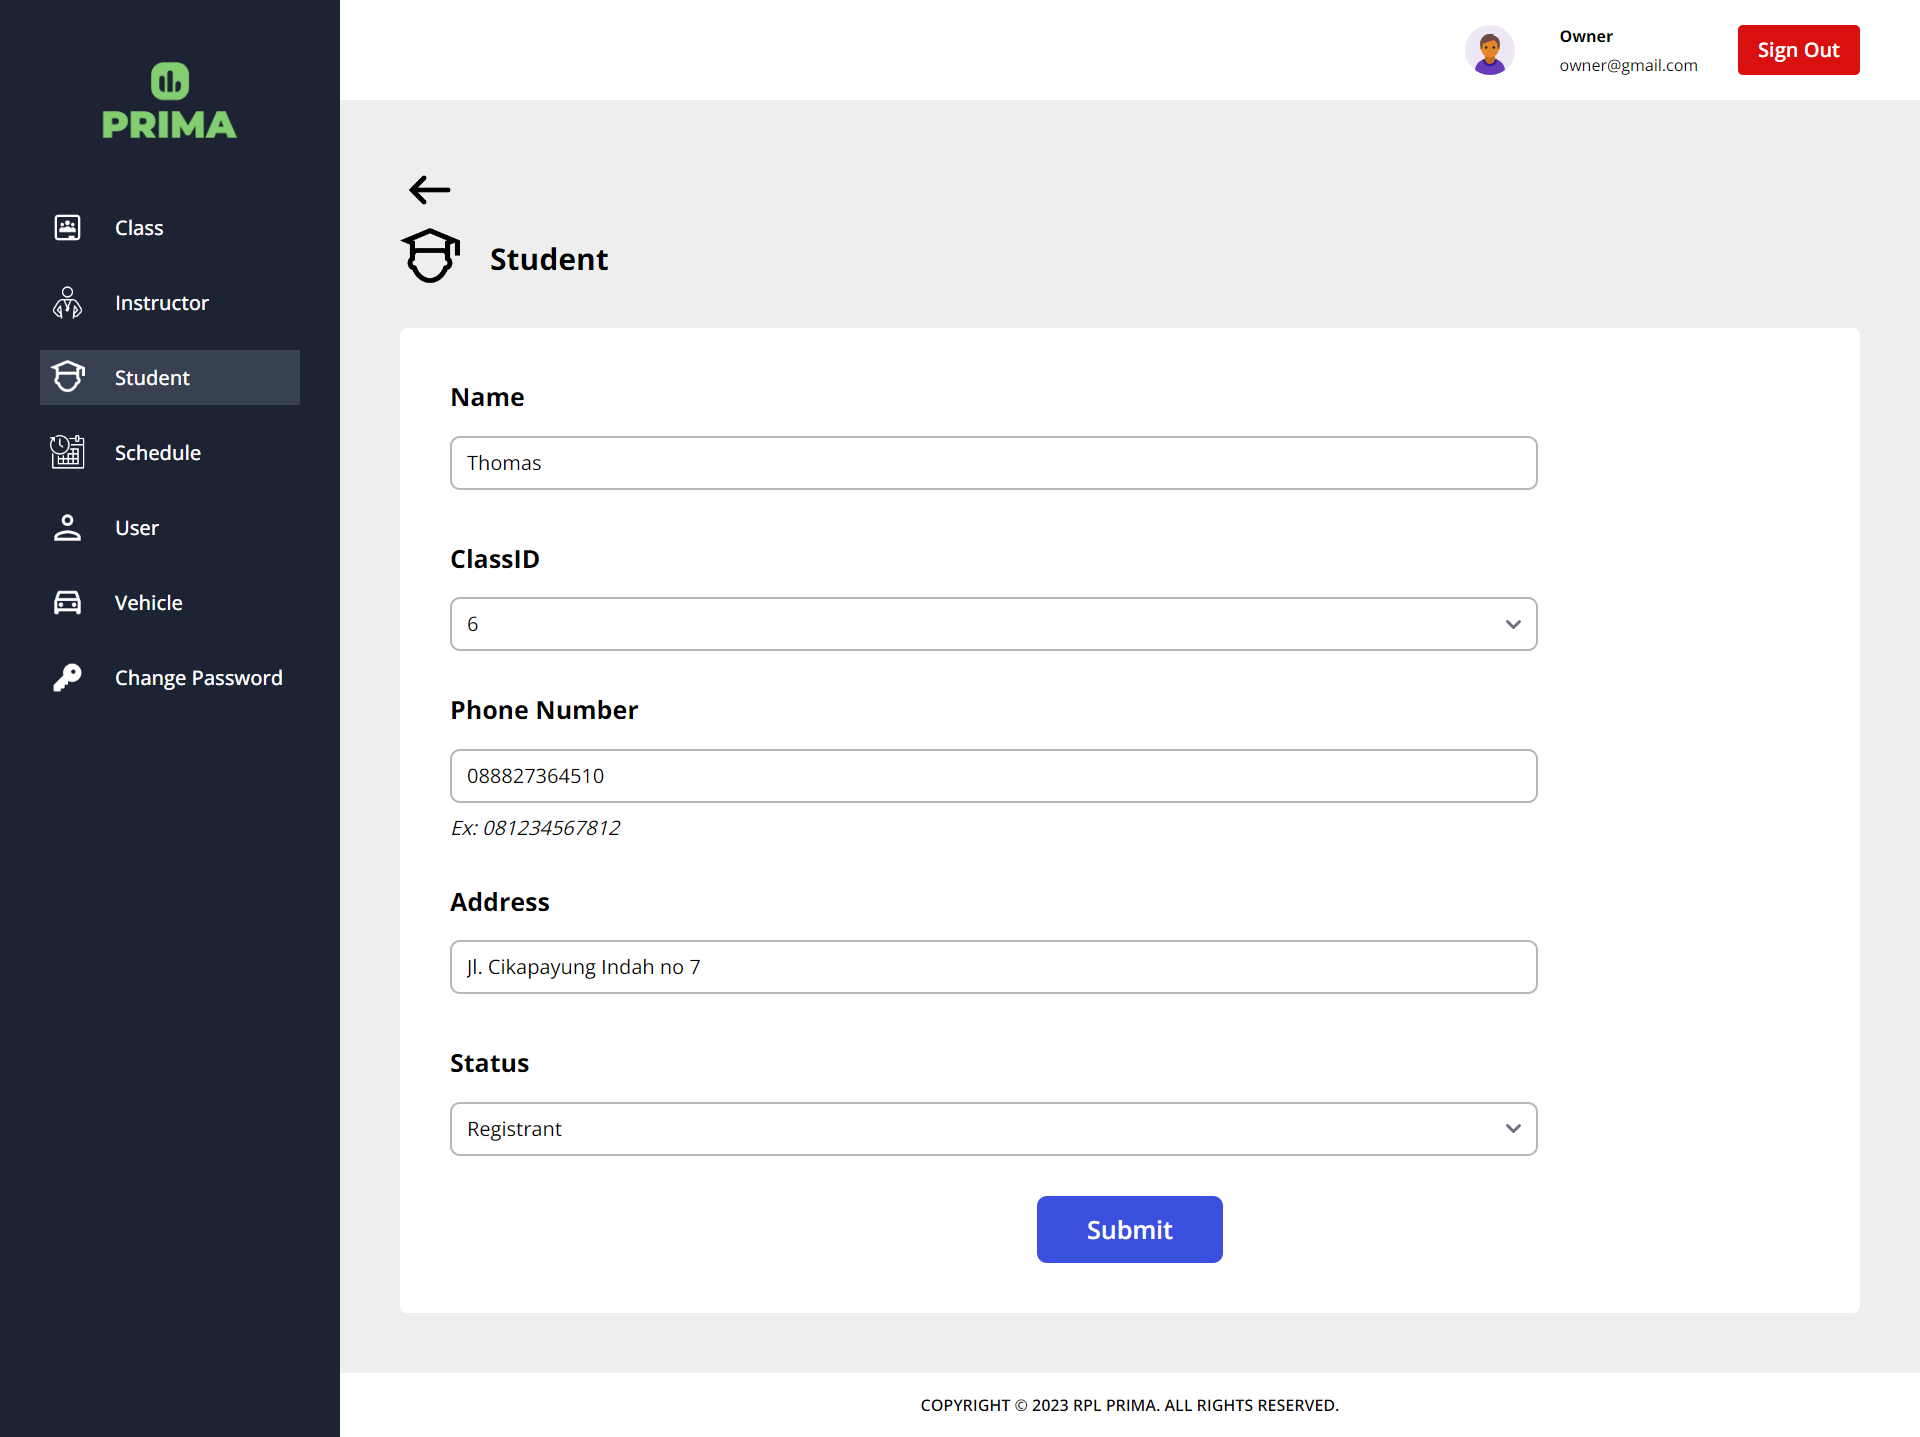 PRIMA
Class
Instructor
Student
Schedule
User
Vehicle
Change Password
Owner
owner@gmail.com
Sign Out
Student
Name
Thomas
ClassID
6
Phone Number
088827364510
Ex: 081234567812
Address
Jl. Cikapayung Indah no 7
Status
Registrant
Submit
COPYRIGHT © 2023 RPL PRIMA. ALL RIGHTS RESERVED.